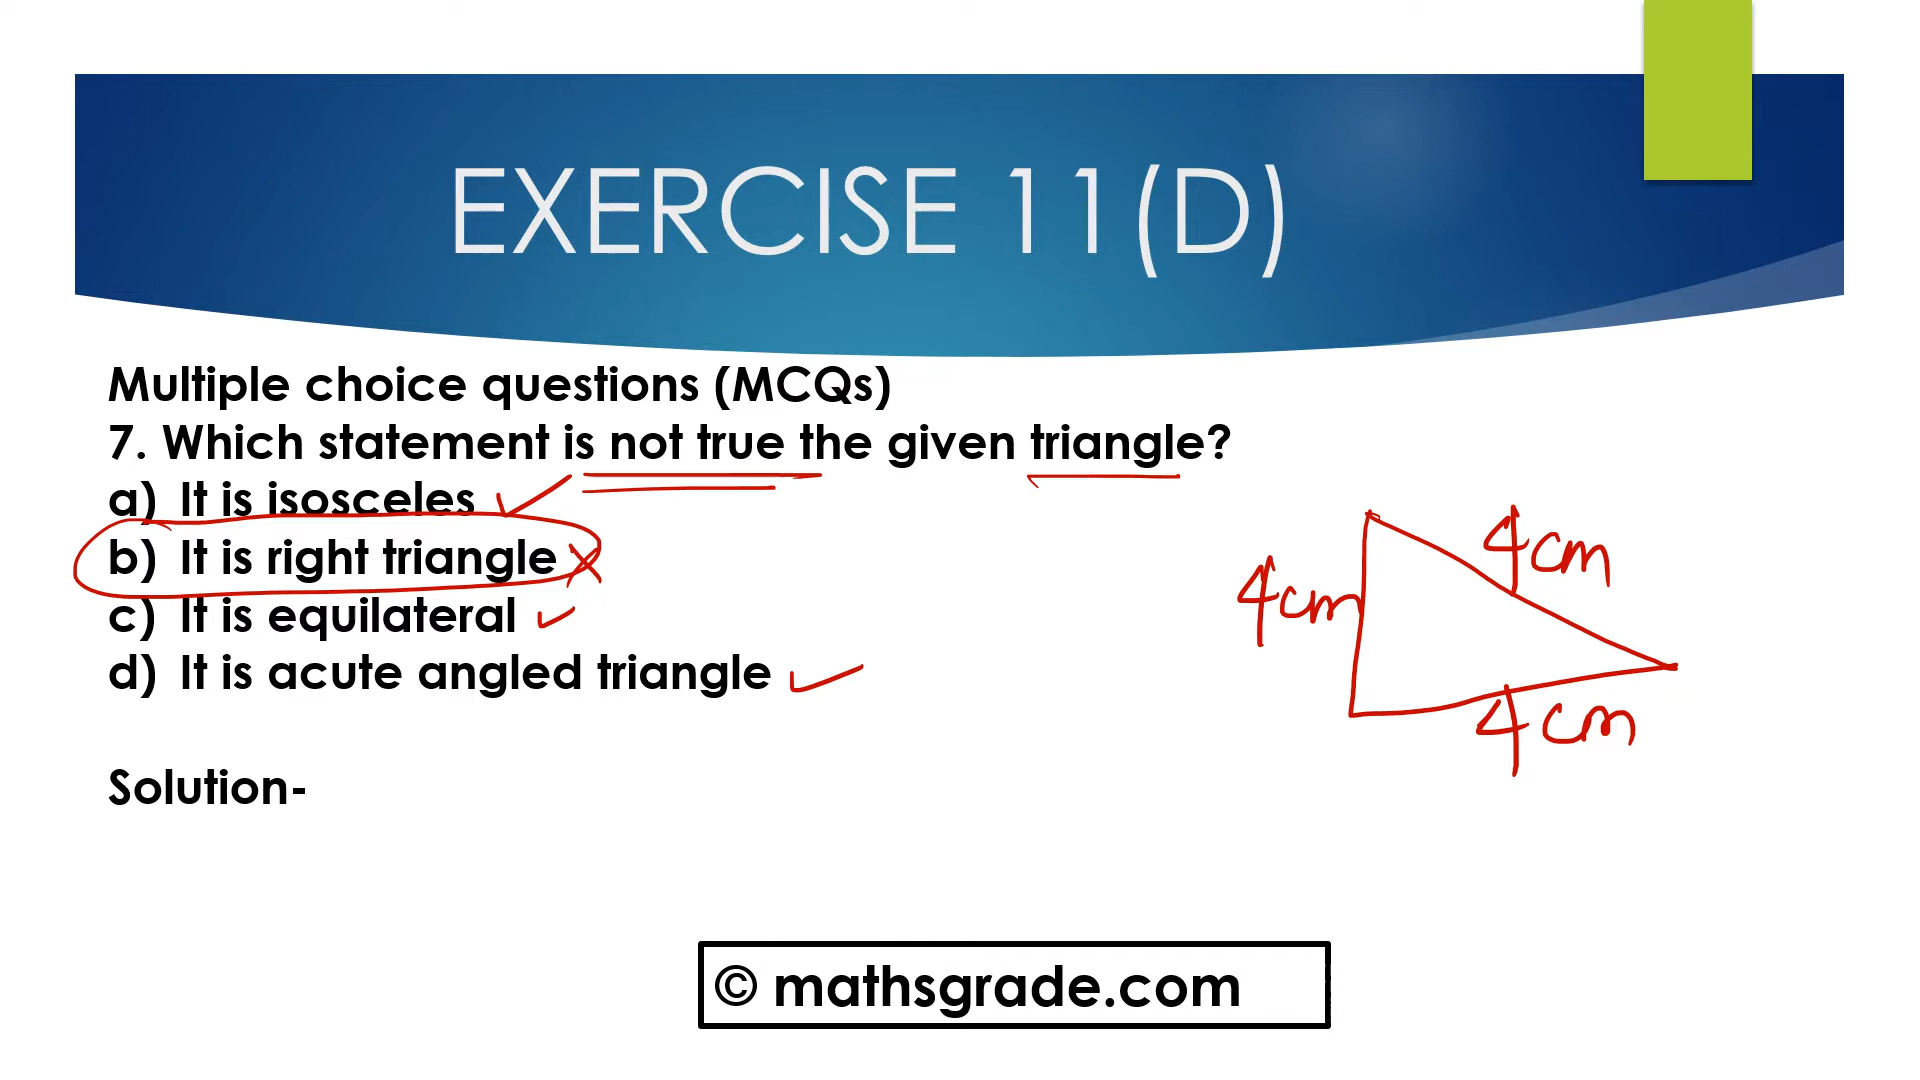 EXERCISE 11(D)
Multiple choice questions (MCQs)
7. Which statement is not true the given triangle?
a) It is isosceles
b) It is right triangle
c) It is equilateral
d) It is acute angled triangle
4cm
4cm
4cm
Solution-
© mathsgrade.com